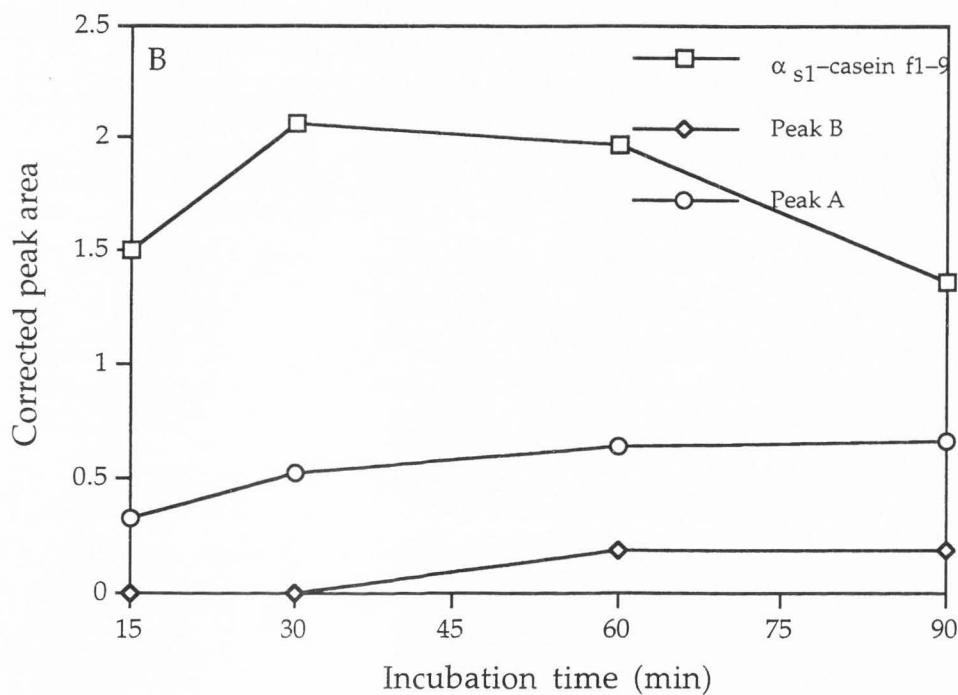 2.5
2
1.5
1
0.5
0
B
α s1–casein f1–9
Peak B
Peak A
15
30
45
60
75
90
Corrected peak area
Incubation time (min)